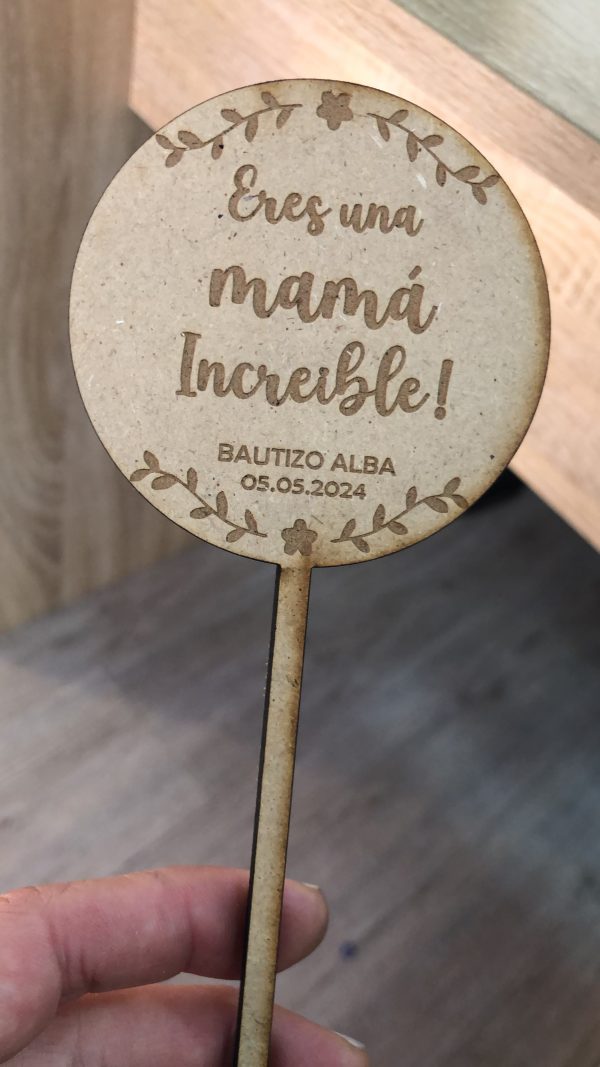 Eres una
mamá
Increible!
BAUTIZO ALBA
05.05.2024